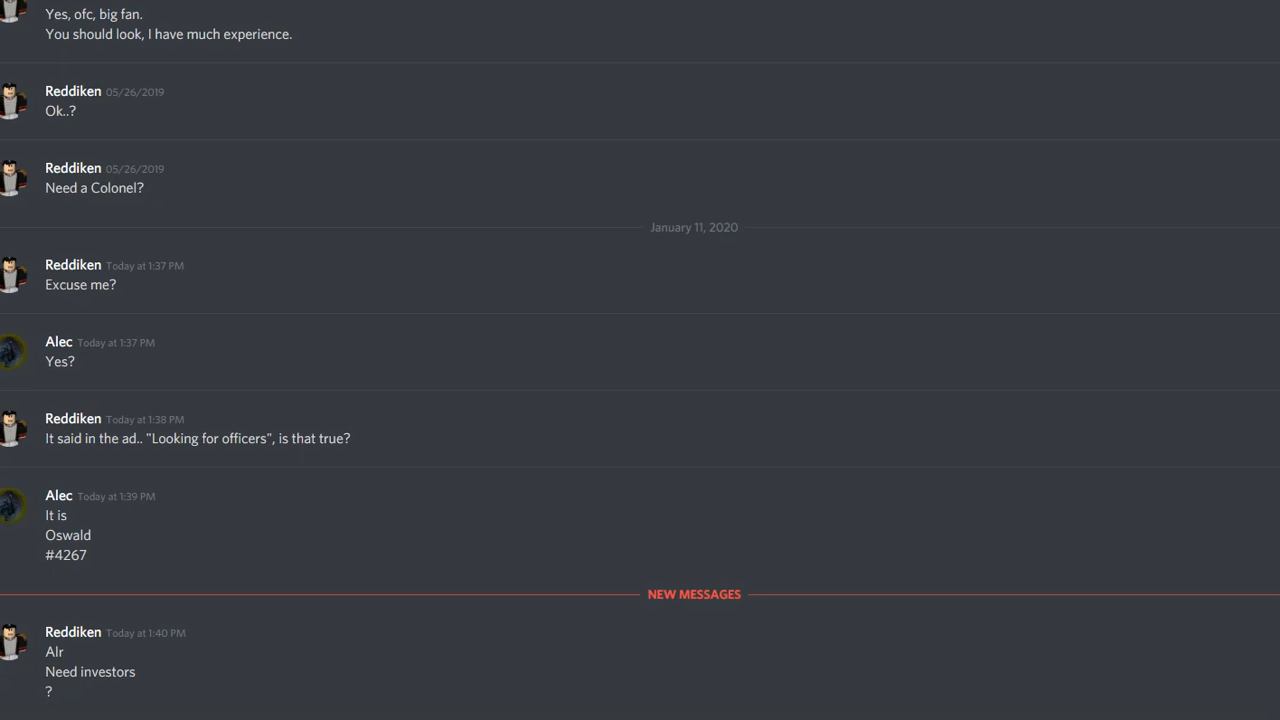 Yes, ofc, big fan.
You should look, I have much experience.
Reddiken 05/26/2019
Ok..?
Reddiken 05/26/2019
Need a Colonel?
January 11, 2020
Reddiken Today at 1:37 PM
Excuse me?
Alec Today at 1:37 PM
Yes?
Reddiken Today at 1:38 PM
It said in the ad.. "Looking for officers", is that true?
Alec Today at 1:39 PM
It is
Oswald
#4267
NEW MESSAGES
Reddiken Today at 1:40 PM
Alr
Need investors
?